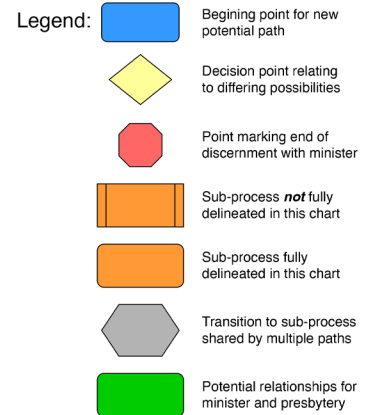 Legend:
Begining point for new
potential path
Decision point relating
to differing possibilities
Point marking end of
discernment with minister
Sub-process not fully
delineated in this chart
Sub-process fully
delineated in this chart
Transition to sub-process
shared by multiple paths
Potential relationships for
minister and presbytery